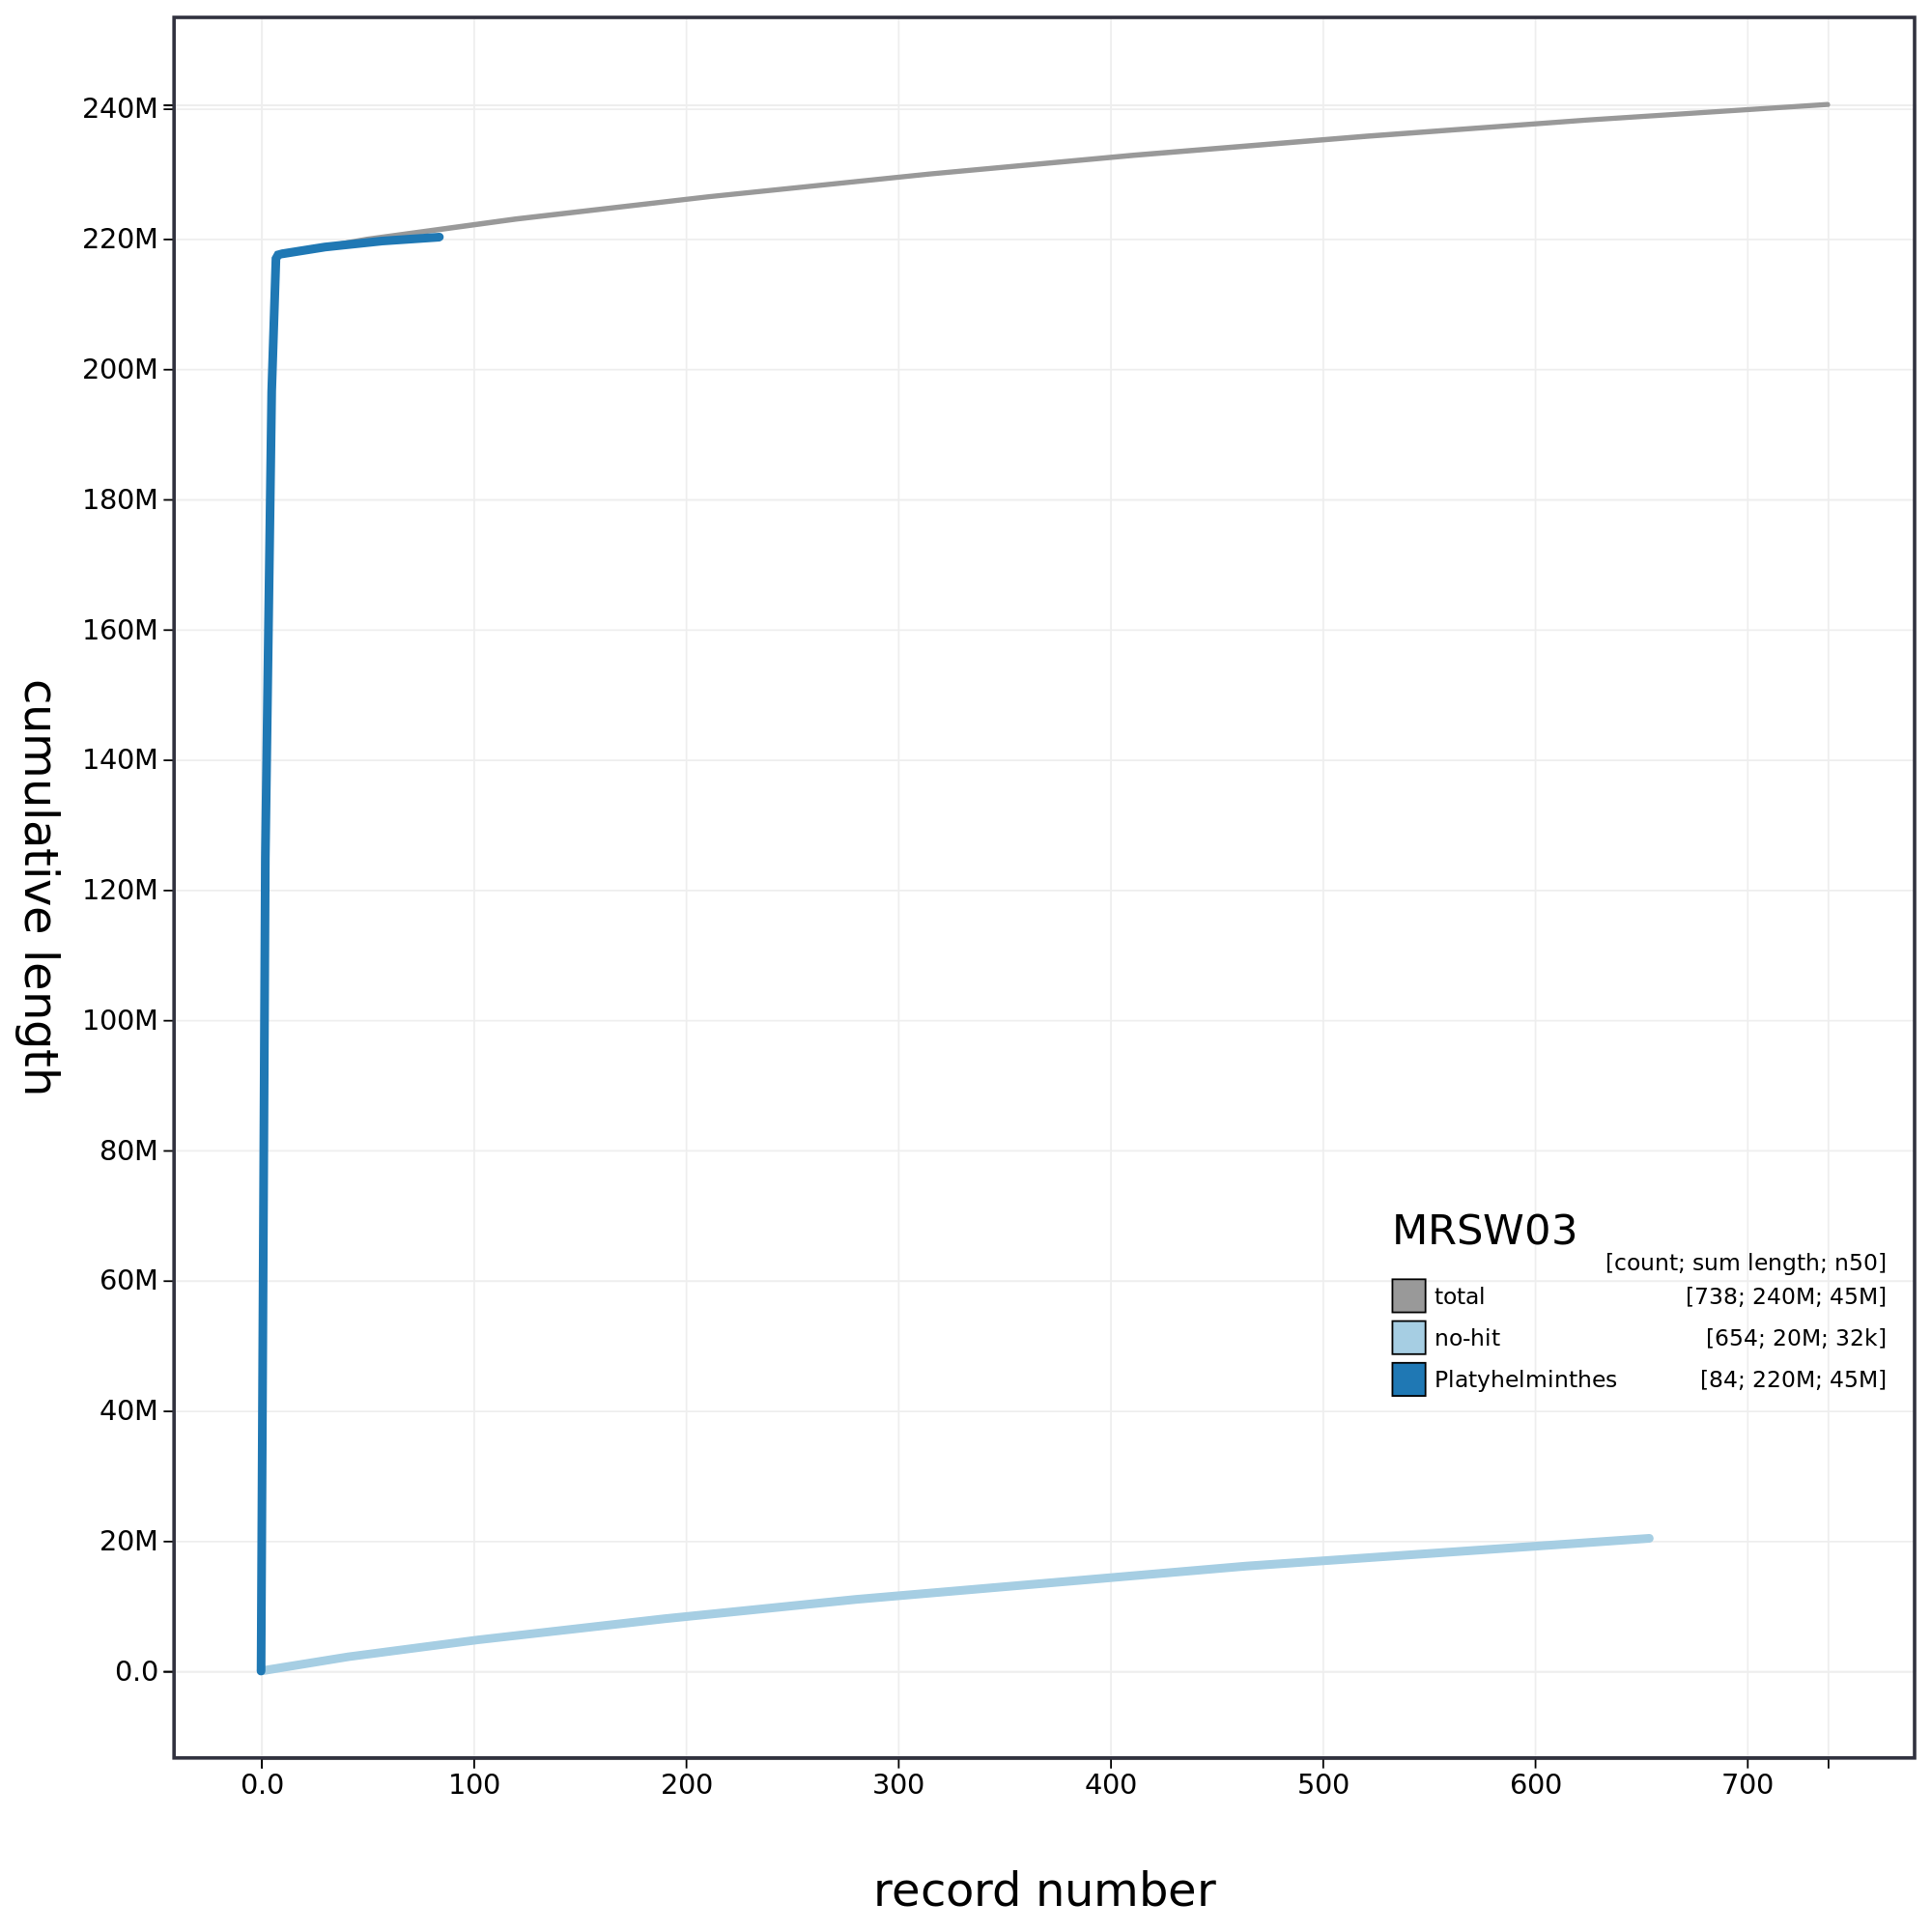 240M
220M
200M
180M
160M
140M
120M
100M
80M
60M
40M
20M
0.0
cumulative length
MRSW03
[count; sum length; n50]
total [738; 240M; 45M]
no-hit [654; 20M; 32k]
Platyhelminthes [84; 220M; 45M]
0.0 100 200 300 400 500 600 700
record number